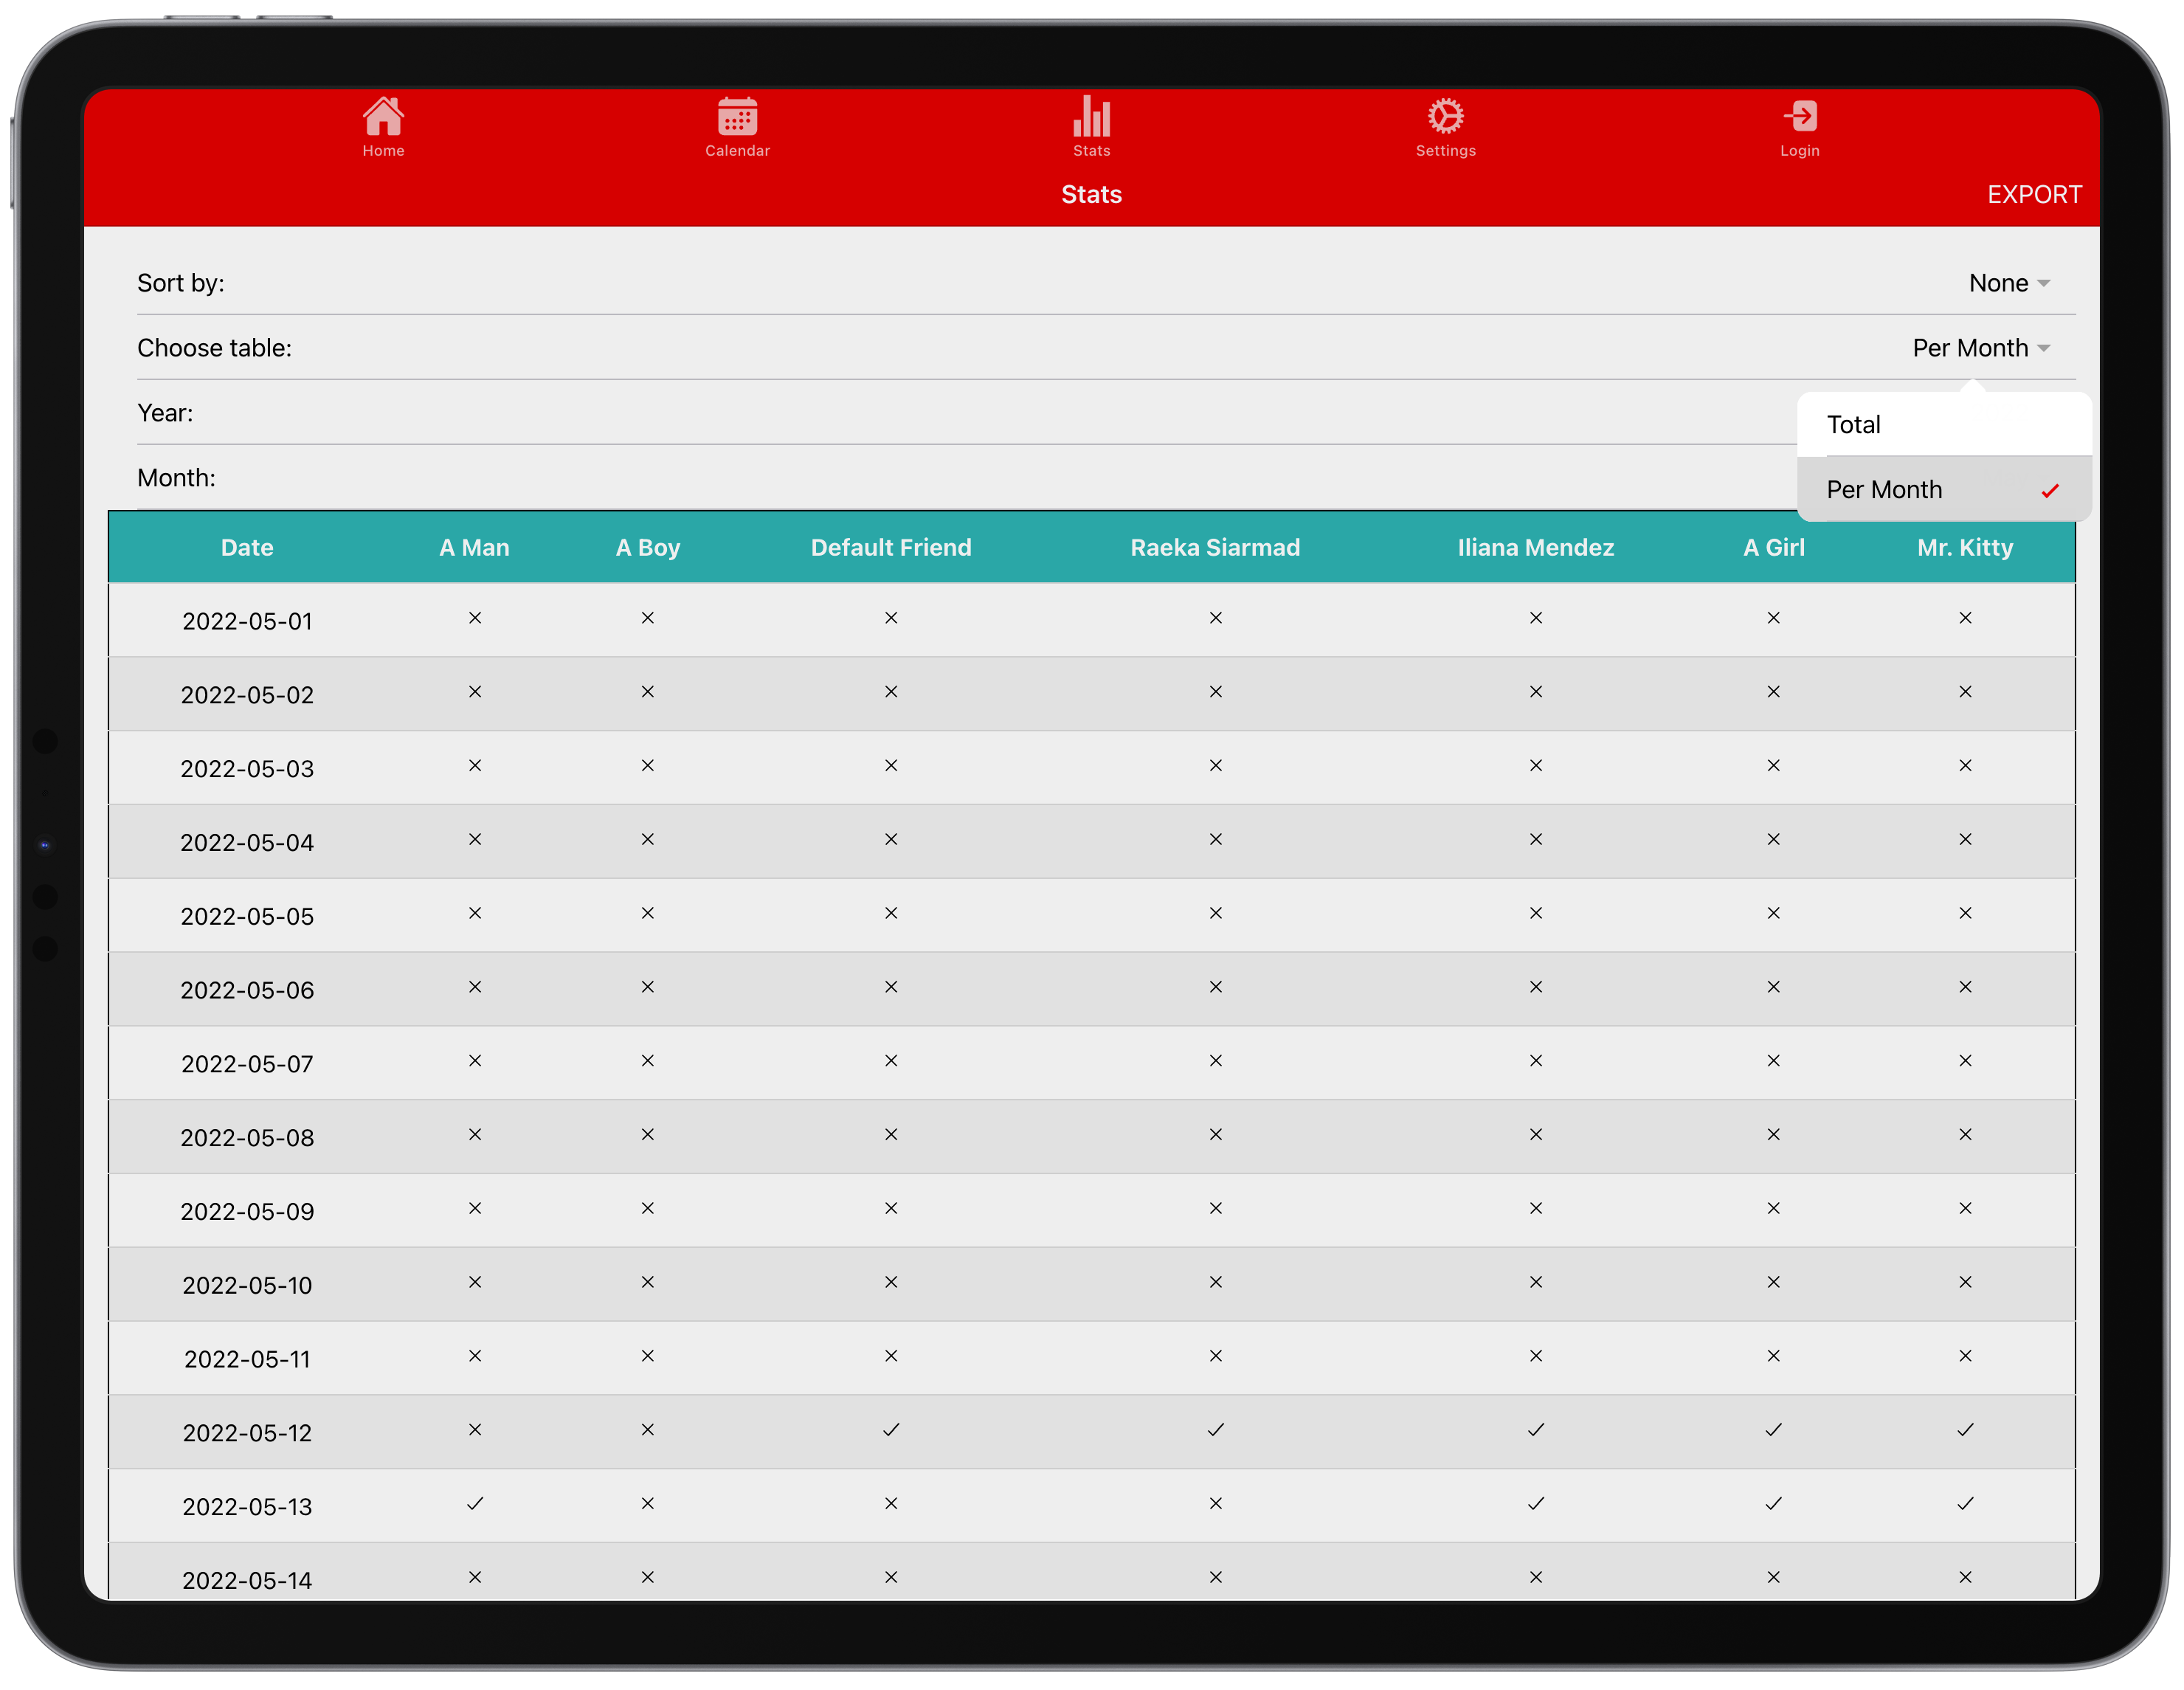 Home Calendar Stats Settings Login
Stats EXPORT
Sort by: None
Choose table: Per Month
Year:
Total
Month:
Per Month ✓
Date A Man A Boy Default Friend Raeka Siarmad Iliana Mendez A Girl Mr. Kitty
2022-05-01 × × × × × × ×
2022-05-02 × × × × × × ×
2022-05-03 × × × × × × ×
2022-05-04 × × × × × × ×
2022-05-05 × × × × × × ×
2022-05-06 × × × × × × ×
2022-05-07 × × × × × × ×
2022-05-08 × × × × × × ×
2022-05-09 × × × × × × ×
2022-05-10 × × × × × × ×
2022-05-11 × × × × × × ×
2022-05-12 × × ✓ ✓ ✓ ✓ ✓
2022-05-13 ✓ × × × ✓ ✓ ✓
2022-05-14 × × × × × × ×